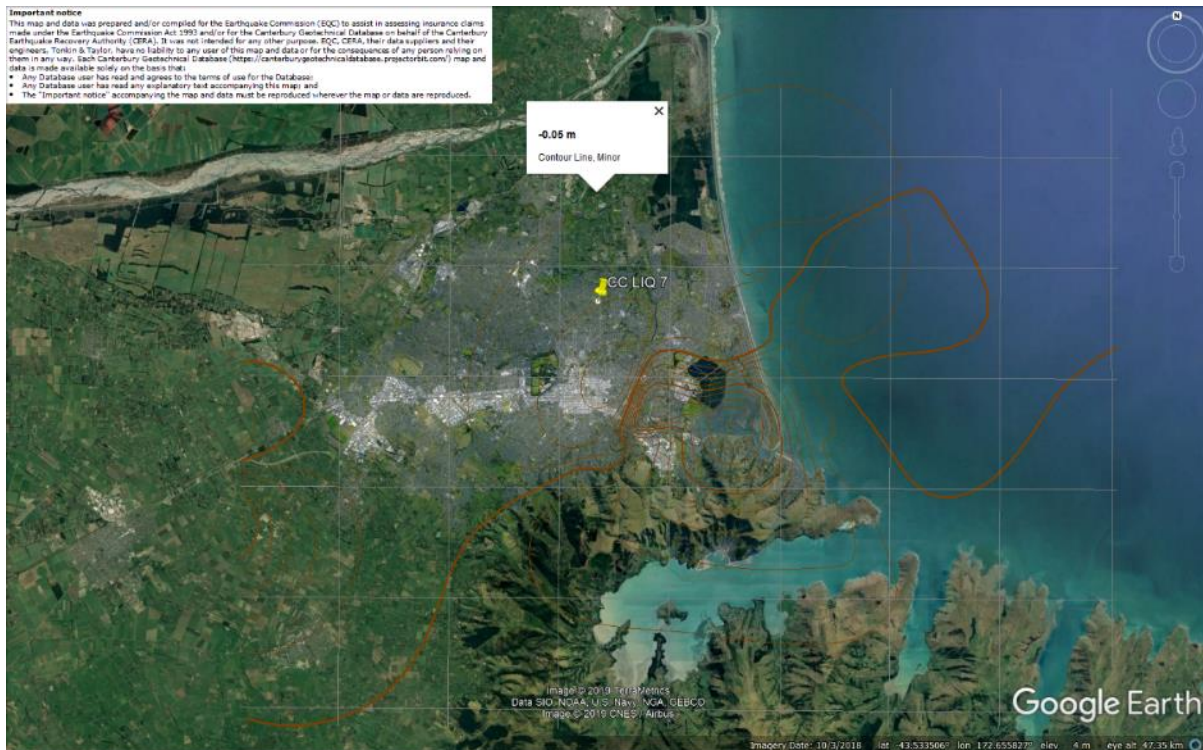 Important notice
This map and data was prepared and/or compiled for the Earthquake Commission (EQC) to assist in assessing insurance claims
made under the Earthquake Commission Act 1993 and/or for the Canterbury Geotechnical Database on behalf of the Canterbury
Earthquake Recovery Authority (CERA). It was not intended for any other purpose. EQC, CERA, their data suppliers and their
engineers, Tonkin & Taylor, have no liability to any user of this map and data or for the consequences of any person relying on
them in any way. Each Canterbury Geotechnical Database (https://canterburygeotechnicaldatabase.projectorbit.com/) map and
data is made available solely on the basis that:
• Any Database user has read and agrees to the terms of use for the Database;
• Any Database user has read any explanatory text accompanying this map; and
• The "Important notice" accompanying the map and data must be reproduced wherever the map or data are reproduced.
N
-0.05 m
Contour Line, Minor
CC LIQ 7
Image © 2019 TerraMetrics
Data SIO, NOAA, U.S. Navy, NGA, GEBCO
Image © 2019 CNES / Airbus
Google Earth
Imagery Date: 10/3/2018 lat -43.533506° lon 172.655827° elev 4 m eye alt 47.35 km